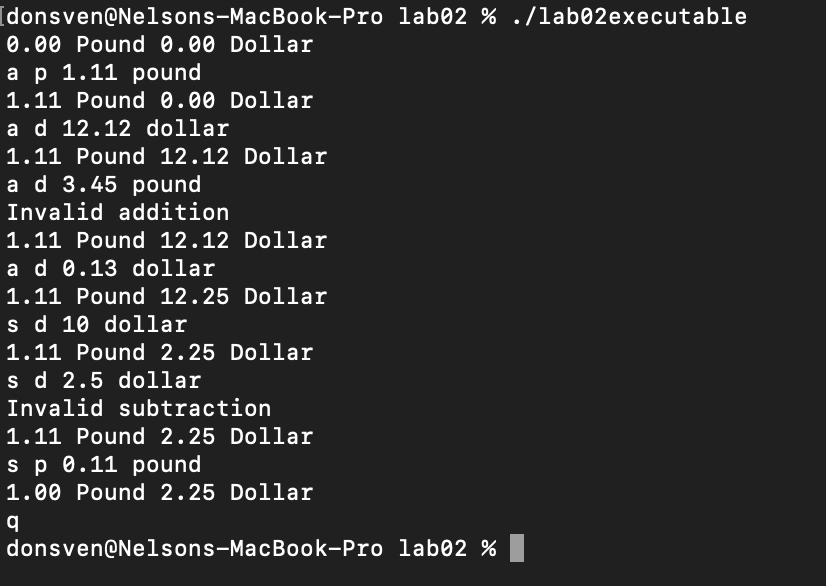 donsven@Nelsons-MacBook-Pro lab02 % ./lab02executable
0.00 Pound 0.00 Dollar
a p 1.11 pound
1.11 Pound 0.00 Dollar
a d 12.12 dollar
1.11 Pound 12.12 Dollar
a d 3.45 pound
Invalid addition
1.11 Pound 12.12 Dollar
a d 0.13 dollar
1.11 Pound 12.25 Dollar
s d 10 dollar
1.11 Pound 2.25 Dollar
s d 2.5 dollar
Invalid subtraction
1.11 Pound 2.25 Dollar
s p 0.11 pound
1.00 Pound 2.25 Dollar
q
donsven@Nelsons-MacBook-Pro lab02 %